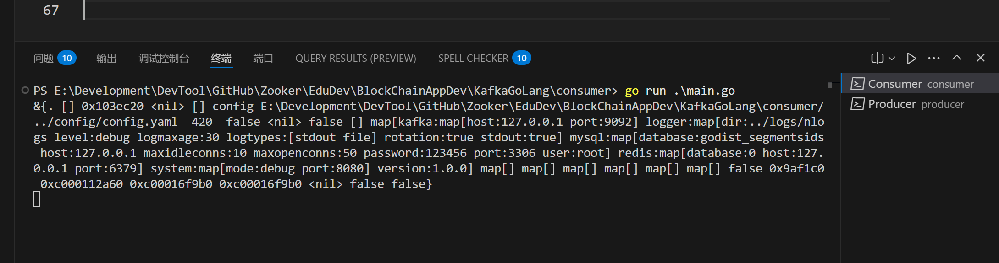 67
问题 10 输出 调试控制台 终端 端口 QUERY RESULTS (PREVIEW) SPELL CHECKER 10
PS E:\Development\DevTool\GitHub\Zooker\EduDev\BlockChainAppDev\KafkaGoLang\consumer> go run .\main.go
&{. [] 0x103ec20 <nil> [] config E:\Development\DevTool\GitHub\Zooker\EduDev\BlockChainAppDev\KafkaGoLang\consumer/
../config/config.yaml  420  false <nil> false [] map[kafka:map[host:127.0.0.1 port:9092] logger:map[dir:../logs/nlo
gs level:debug logmaxage:30 logtypes:[stdout file] rotation:true stdout:true] mysql:map[database:godist_segmentsids
 host:127.0.0.1 maxidleconns:10 maxopenconns:50 password:123456 port:3306 user:root] redis:map[database:0 host:127.
0.0.1 port:6379] system:map[mode:debug port:8080] version:1.0.0] map[] map[] map[] map[] map[] map[] false 0x9af1c0
 0xc000112a60 0xc00016f9b0 0xc00016f9b0 <nil> false false}
Consumer consumer
Producer producer